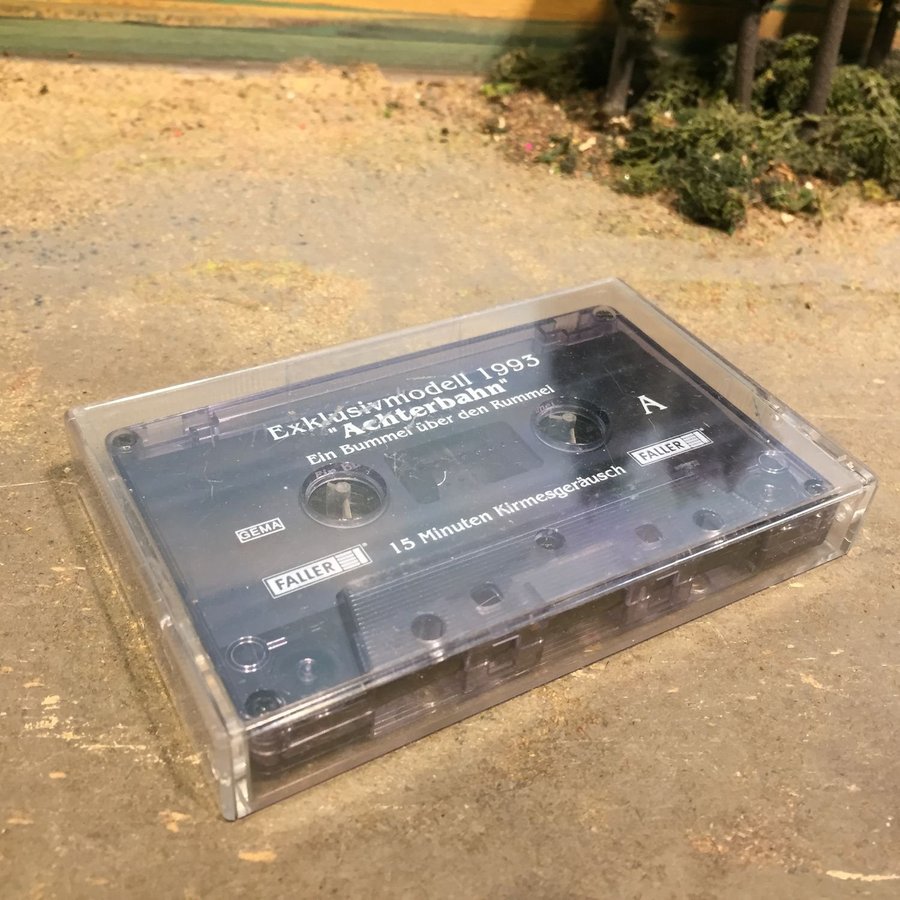 Exklusivmodell 1993
"Achterbahn"
Ein Bummel über den Rummel
A
GEMA
15 Minuten Kirmesgeräusch
FALLER
FALLER